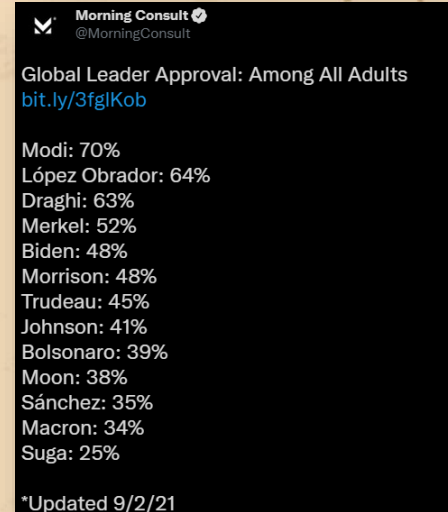 Morning Consult
@MorningConsult
Global Leader Approval: Among All Adults
bit.ly/3fglKob
Modi: 70%
López Obrador: 64%
Draghi: 63%
Merkel: 52%
Biden: 48%
Morrison: 48%
Trudeau: 45%
Johnson: 41%
Bolsonaro: 39%
Moon: 38%
Sánchez: 35%
Macron: 34%
Suga: 25%
*Updated 9/2/21